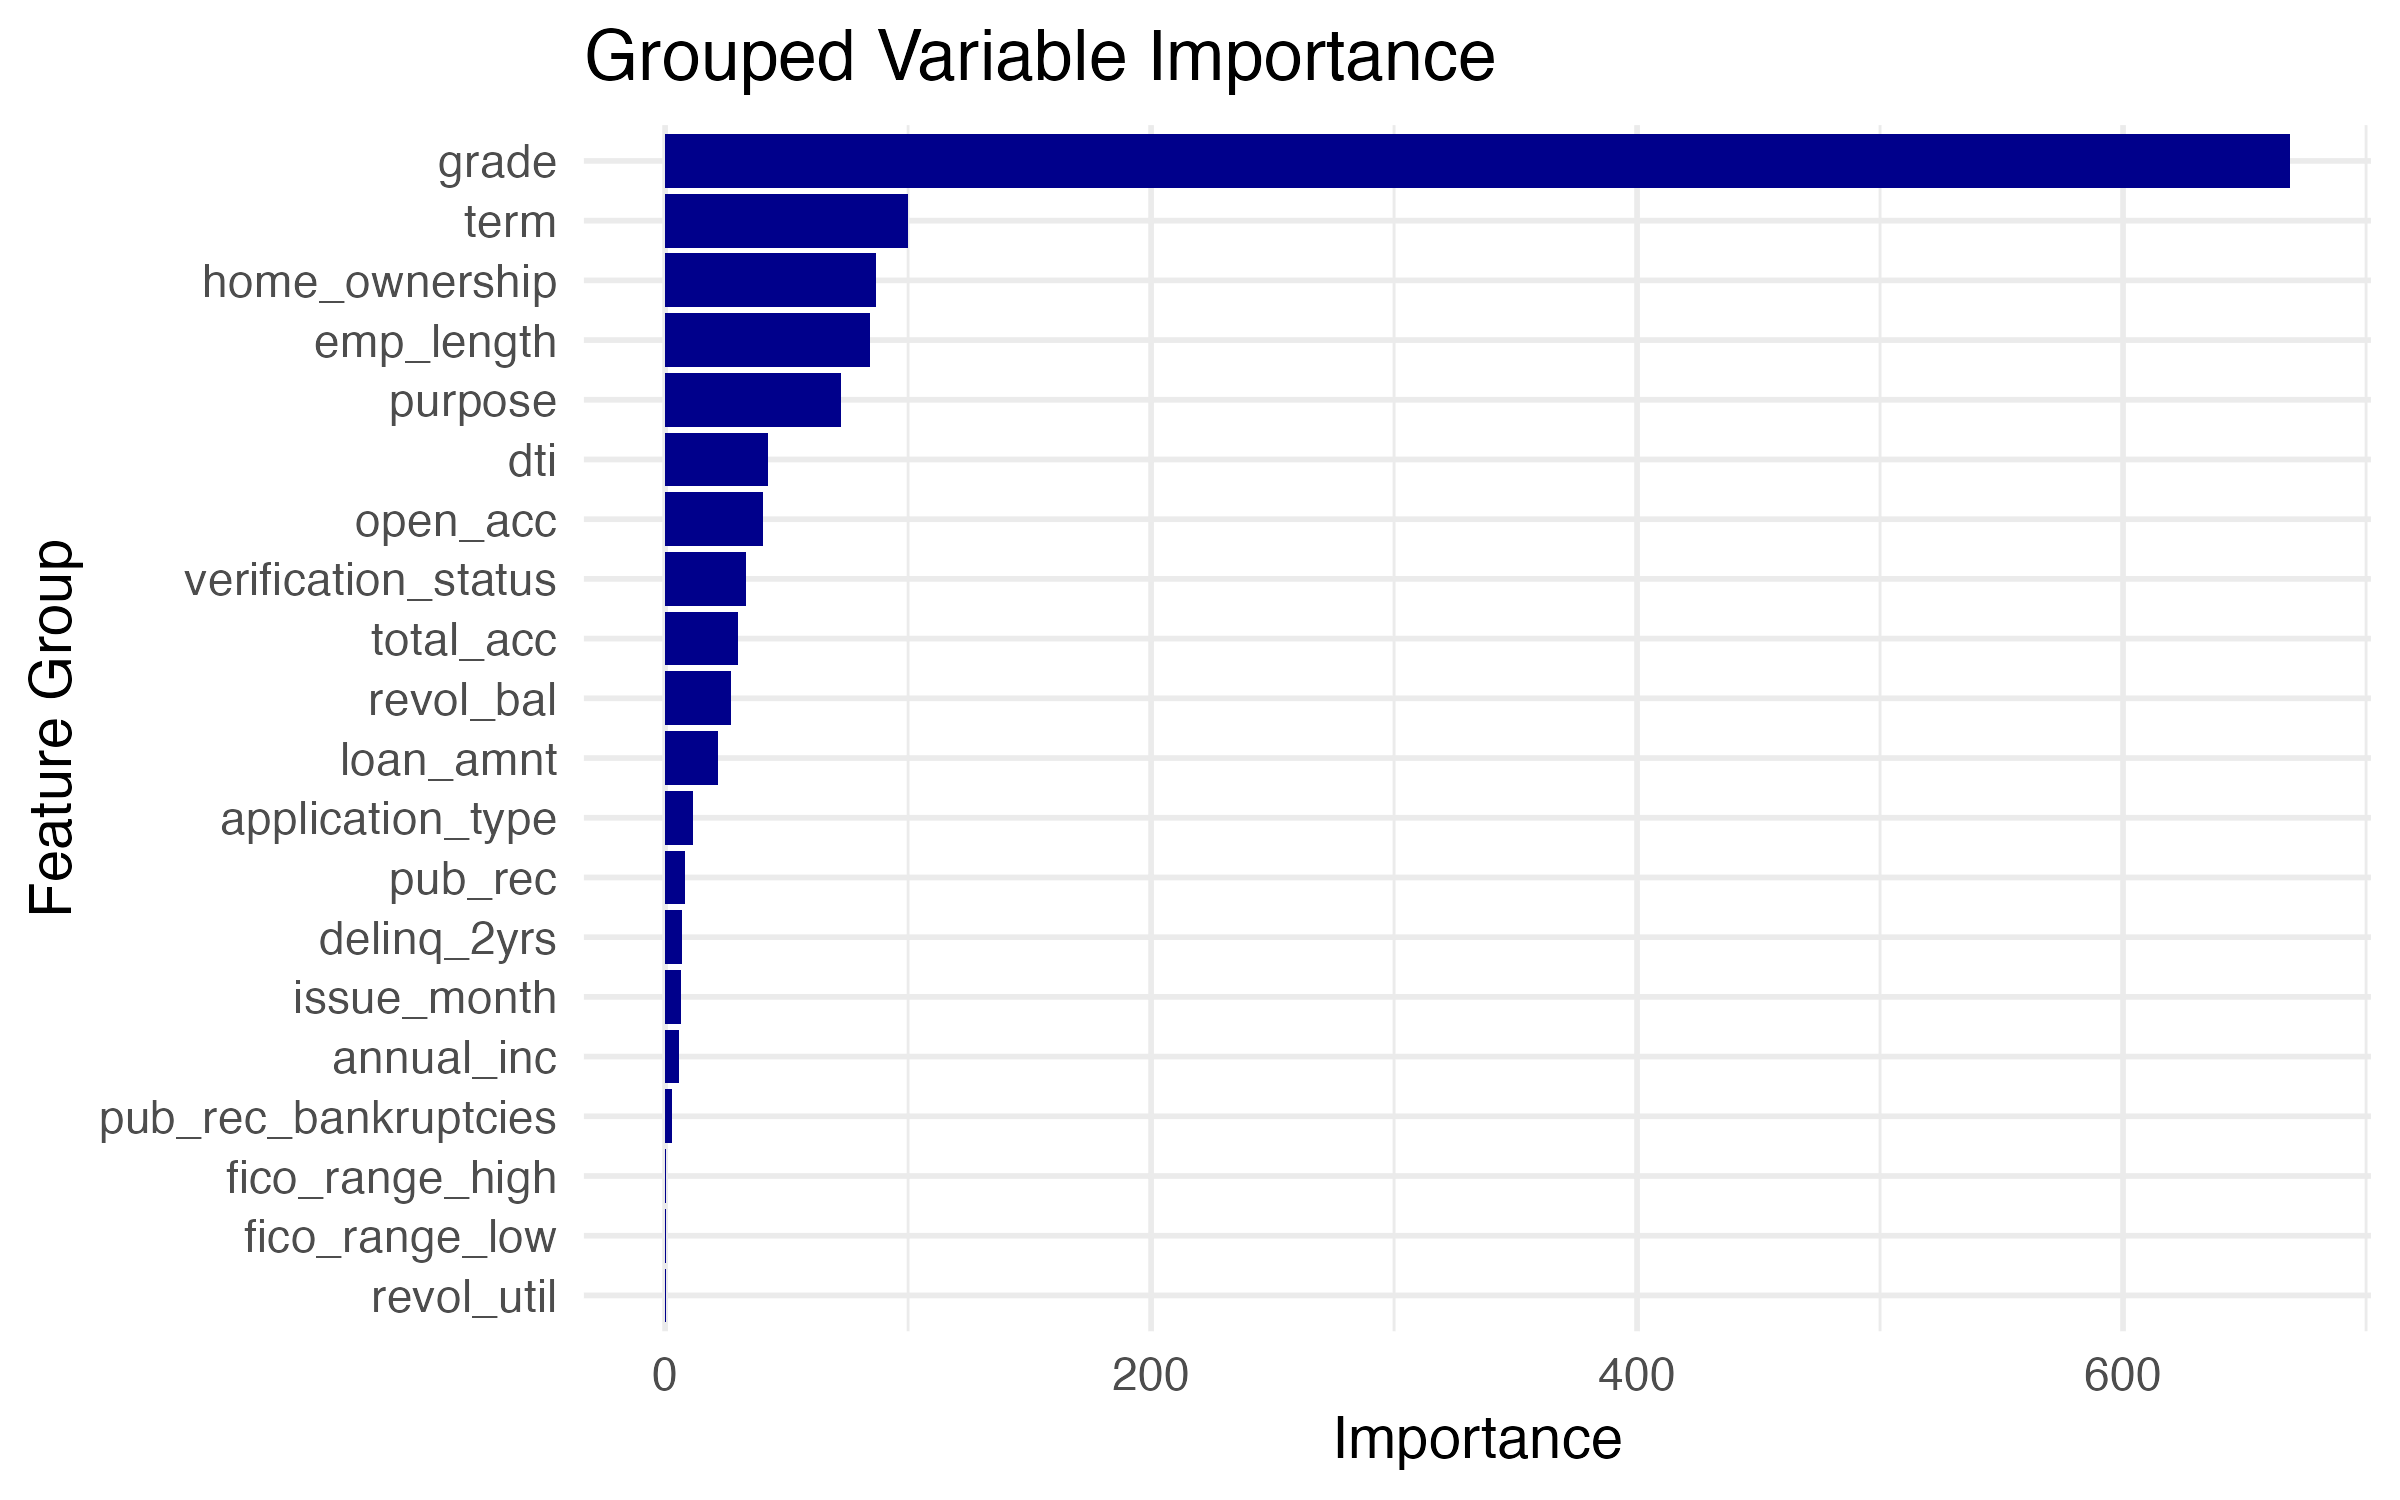 Grouped Variable Importance
grade
term
home_ownership
emp_length
purpose
dti
open_acc
verification_status
total_acc
revol_bal
loan_amnt
application_type
pub_rec
delinq_2yrs
issue_month
annual_inc
pub_rec_bankruptcies
fico_range_high
fico_range_low
revol_util
Feature Group
0 200 400 600
Importance